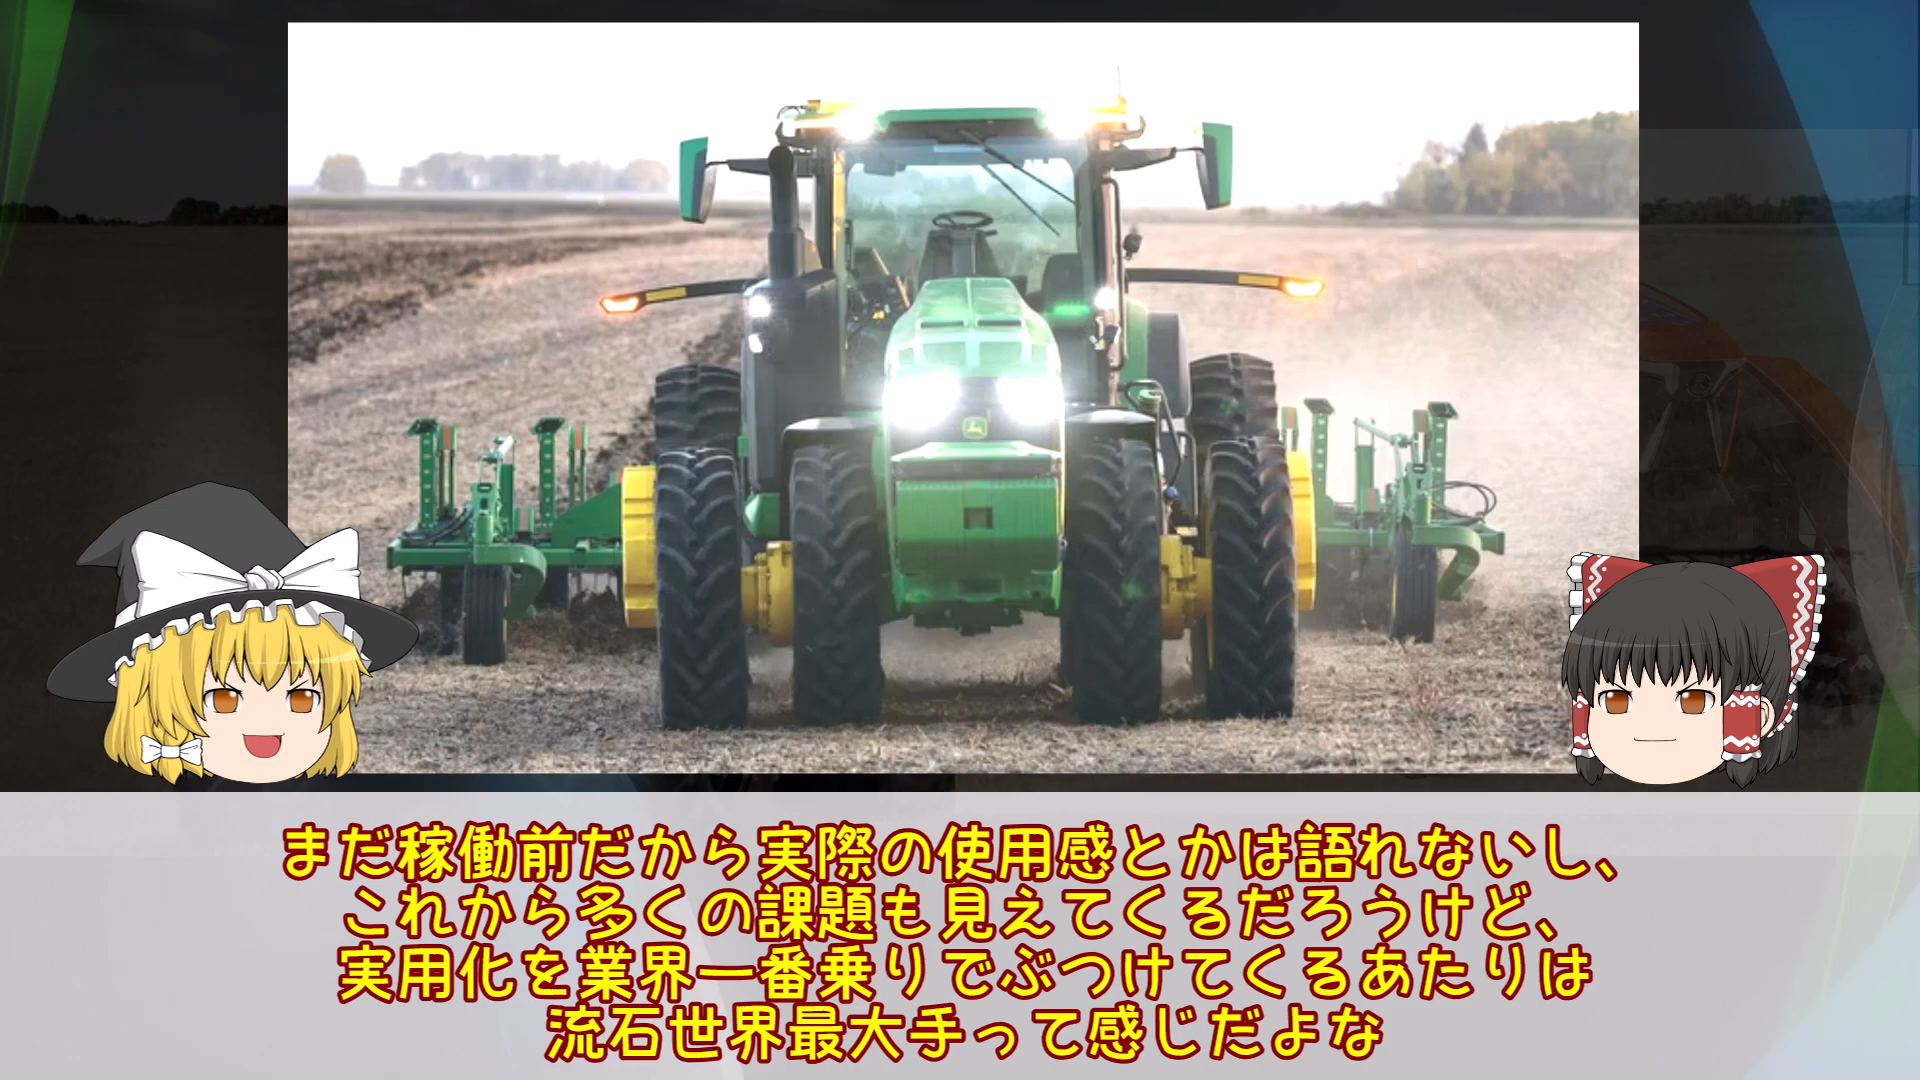 まだ稼働前だから実際の使用感とかは語れないし、
これから多くの課題も見えてくるだろうけど、
実用化を業界一番乗りでぶつけてくるあたりは
流石世界最大手って感じだよな